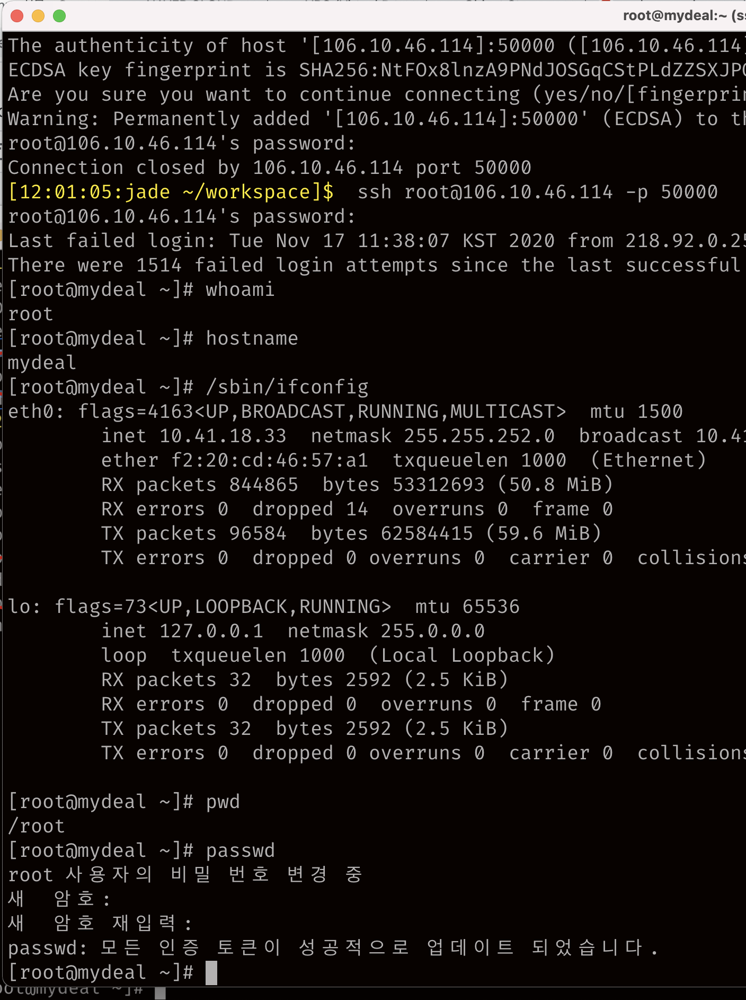 root@mydeal:~ (ss
The authenticity of host '[106.10.46.114]:50000 ([106.10.46.114]
ECDSA key fingerprint is SHA256:NtFOx8lnzA9PNdJOSGqCStPLdZZSXJP
Are you sure you want to continue connecting (yes/no/[fingerprin
Warning: Permanently added '[106.10.46.114]:50000' (ECDSA) to th
root@106.10.46.114's password:
Connection closed by 106.10.46.114 port 50000
[12:01:05:jade ~/workspace]$  ssh root@106.10.46.114 -p 50000
root@106.10.46.114's password:
Last failed login: Tue Nov 17 11:38:07 KST 2020 from 218.92.0.25
There were 1514 failed login attempts since the last successful
[root@mydeal ~]# whoami
root
[root@mydeal ~]# hostname
mydeal
[root@mydeal ~]# /sbin/ifconfig
eth0: flags=4163<UP,BROADCAST,RUNNING,MULTICAST>  mtu 1500
inet 10.41.18.33  netmask 255.255.252.0  broadcast 10.41
ether f2:20:cd:46:57:a1  txqueuelen 1000  (Ethernet)
RX packets 844865  bytes 53312693 (50.8 MiB)
RX errors 0  dropped 14  overruns 0  frame 0
TX packets 96584  bytes 62584415 (59.6 MiB)
TX errors 0  dropped 0 overruns 0  carrier 0  collisions
lo: flags=73<UP,LOOPBACK,RUNNING>  mtu 65536
inet 127.0.0.1  netmask 255.0.0.0
loop  txqueuelen 1000  (Local Loopback)
RX packets 32  bytes 2592 (2.5 KiB)
RX errors 0  dropped 0  overruns 0  frame 0
TX packets 32  bytes 2592 (2.5 KiB)
TX errors 0  dropped 0 overruns 0  carrier 0  collisions
[root@mydeal ~]# pwd
/root
[root@mydeal ~]# passwd
root 사용자의 비밀 번호 변경 중
새 암호:
새 암호 재입력:
passwd: 모든 인증 토큰이 성공적으로 업데이트 되었습니다.
[root@mydeal ~]#
oot@mydeal ~]#